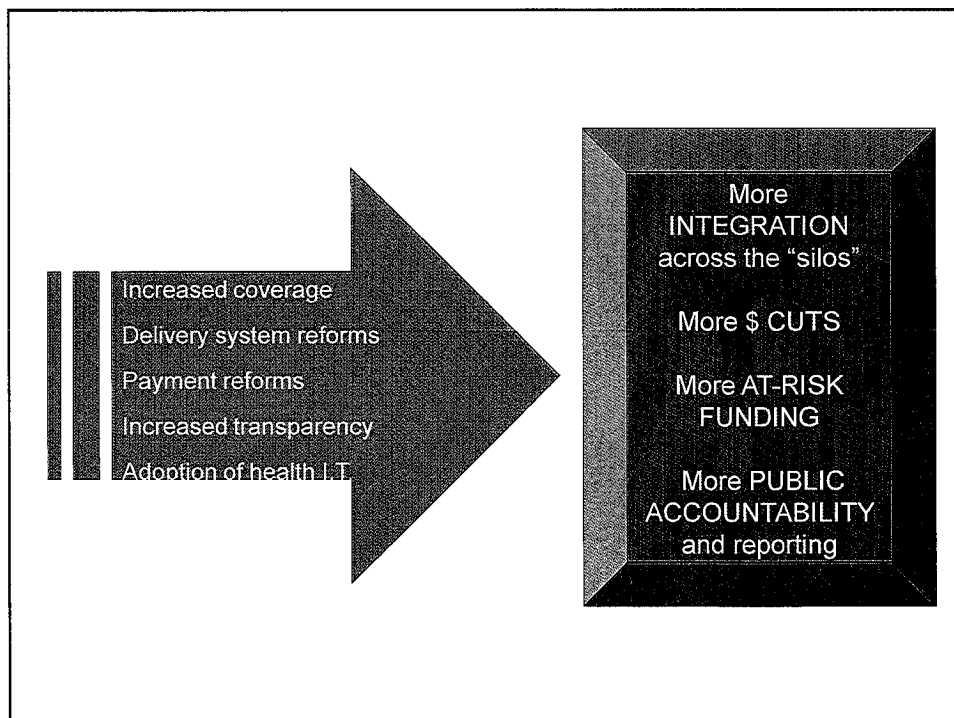 Increased coverage
Delivery system reforms
Payment reforms
Increased transparency
Adoption of health I.T
More
INTEGRATION
across the “silos”
More $ CUTS
More AT-RISK
FUNDING
More PUBLIC
ACCOUNTABILITY
and reporting